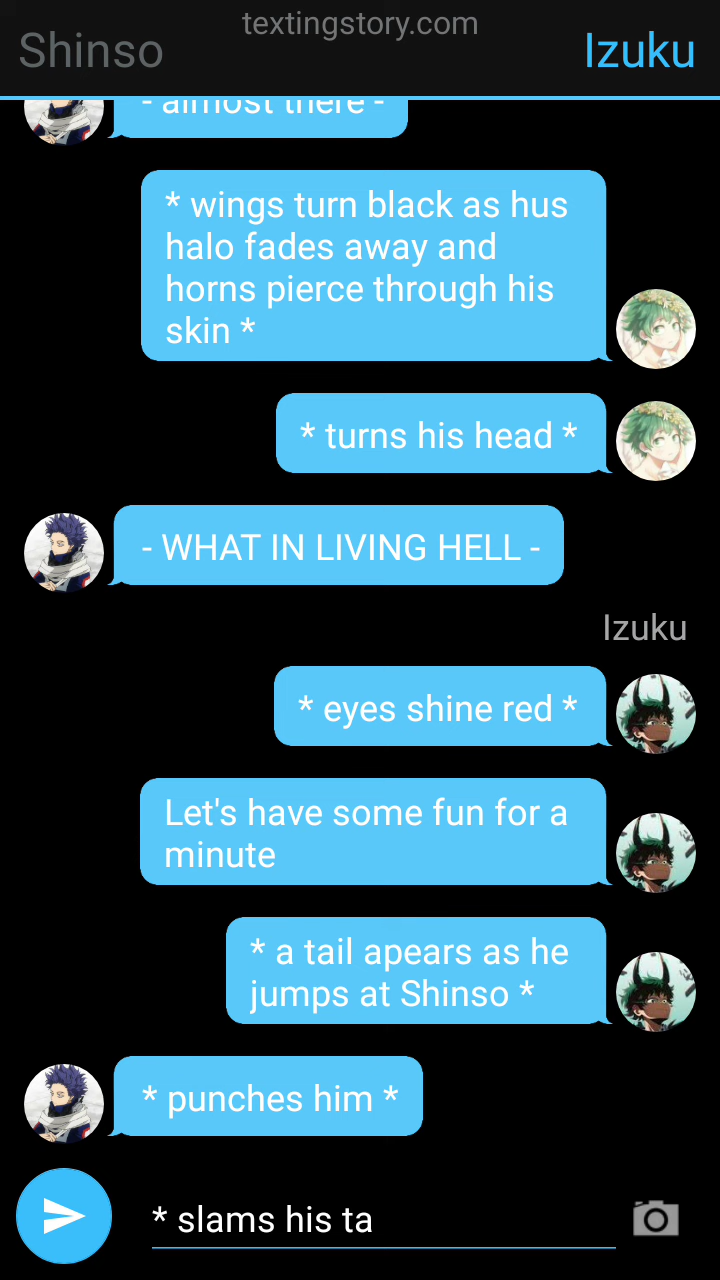 textingstory.com
Shinso
Izuku
- almost there -
* wings turn black as hus
halo fades away and
horns pierce through his
skin *
* turns his head *
- WHAT IN LIVING HELL -
Izuku
* eyes shine red *
Let's have some fun for a
minute
* a tail apears as he
jumps at Shinso *
* punches him *
* slams his ta